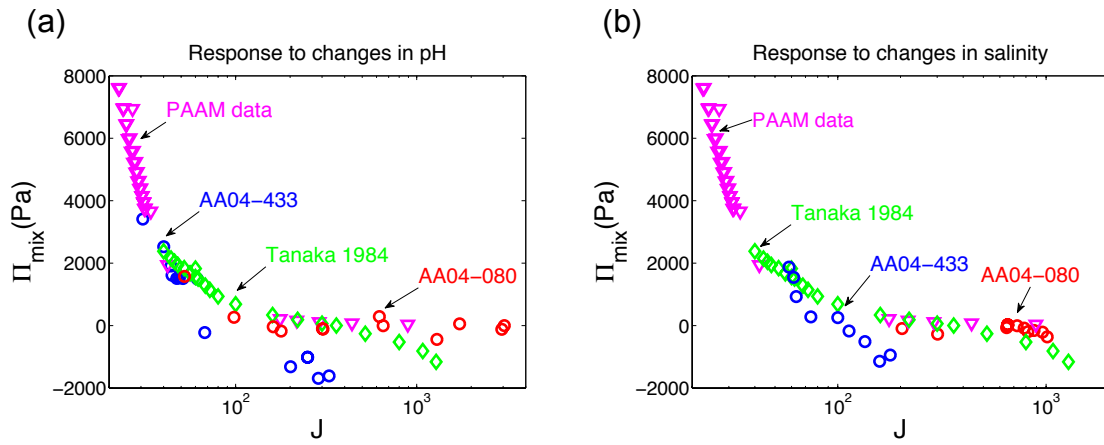 (a)
Response to changes in pH
8000
6000
4000
2000
0
−2000
Π_mix(Pa)
PAAM data
AA04−433
Tanaka 1984
AA04−080
10^2
10^3
J
(b)
Response to changes in salinity
8000
6000
4000
2000
0
−2000
Π_mix(Pa)
PAAM data
Tanaka 1984
AA04−433
AA04−080
10^2
10^3
J